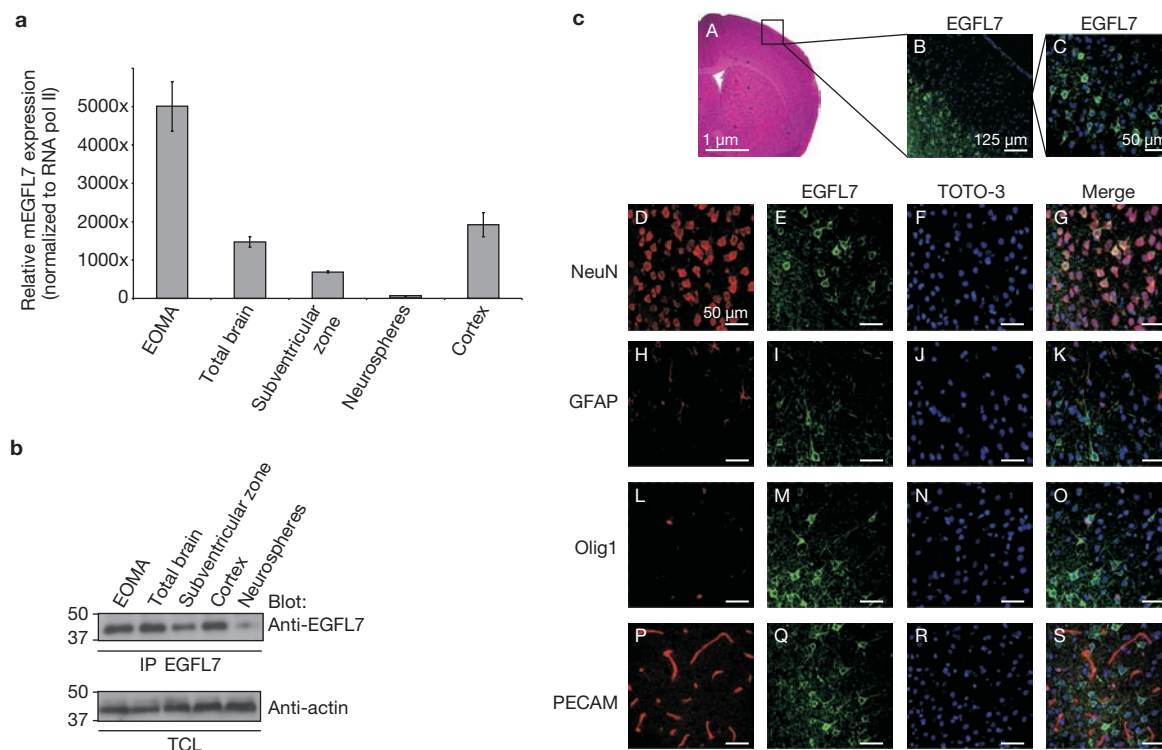 a
Relative mEGFL7 expression
(normalized to RNA pol II)
5000x
4000x
3000x
2000x
1000x
0
EOMA
Total brain
Subventricular
zone
Neurospheres
Cortex
b
EOMA
Total brain
Subventricular zone
Cortex
Neurospheres
Blot:
50
37
Anti-EGFL7
IP EGFL7
50
37
Anti-actin
TCL
c
EGFL7
EGFL7
A
1 µm
B
125 µm
C
50 µm
EGFL7
TOTO-3
Merge
NeuN
D
50 µm
E
F
G
GFAP
H
I
J
K
Olig1
L
M
N
O
PECAM
P
Q
R
S